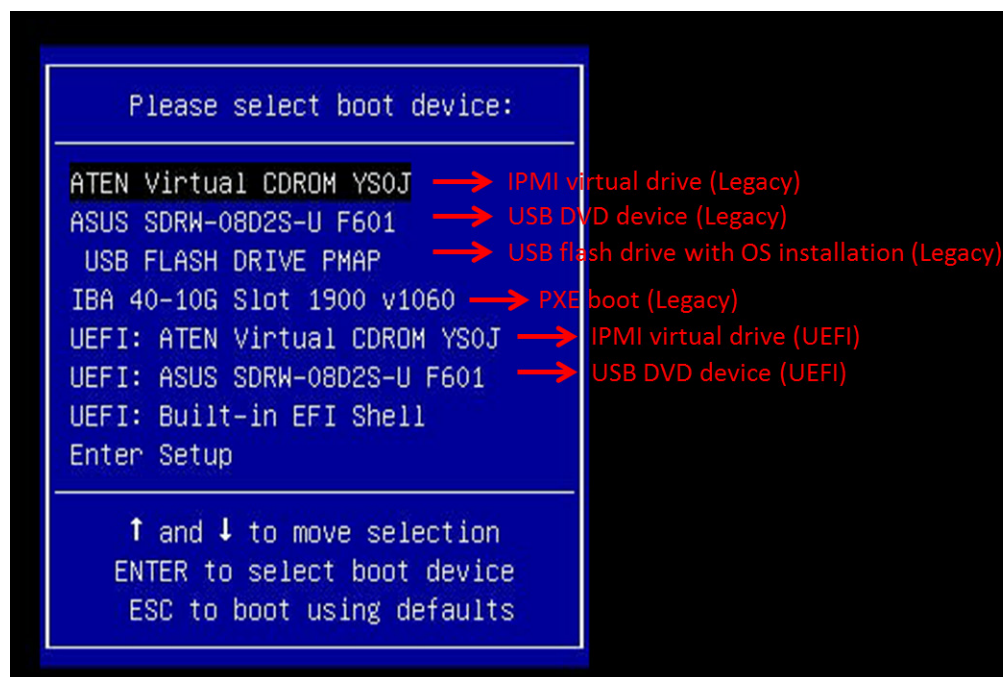 Please select boot device:
ATEN Virtual CDROM YS0J → IPMI virtual drive (Legacy)
ASUS SDRW-08D2S-U F601 → USB DVD device (Legacy)
USB FLASH DRIVE PMAP → USB flash drive with OS installation (Legacy)
IBA 40-10G Slot 1900 v1060 → PXE boot (Legacy)
UEFI: ATEN Virtual CDROM YS0J → IPMI virtual drive (UEFI)
UEFI: ASUS SDRW-08D2S-U F601 → USB DVD device (UEFI)
UEFI: Built-in EFI Shell
Enter Setup
↑ and ↓ to move selection
ENTER to select boot device
ESC to boot using defaults